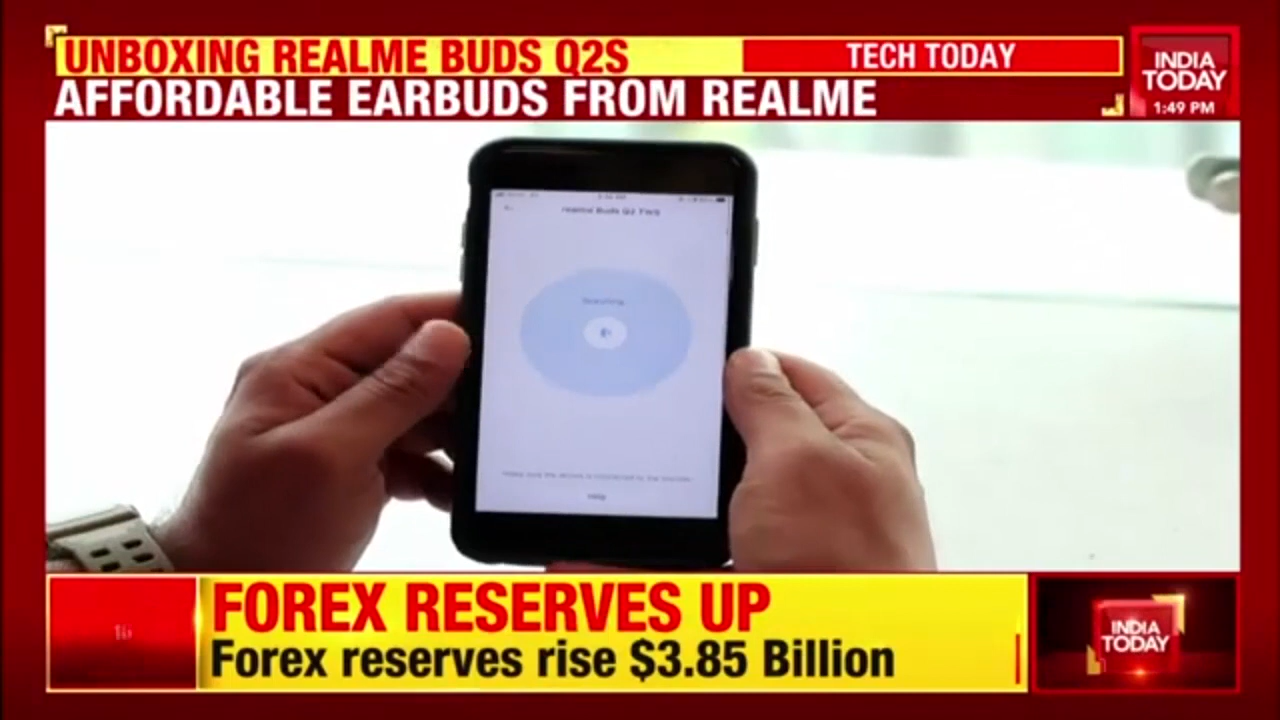 UNBOXING REALME BUDS Q2S
TECH TODAY
AFFORDABLE EARBUDS FROM REALME
INDIA
TODAY
1:49 PM
realme Buds Q2 TWS
Help
FOREX RESERVES UP
Forex reserves rise $3.85 Billion
INDIA
TODAY